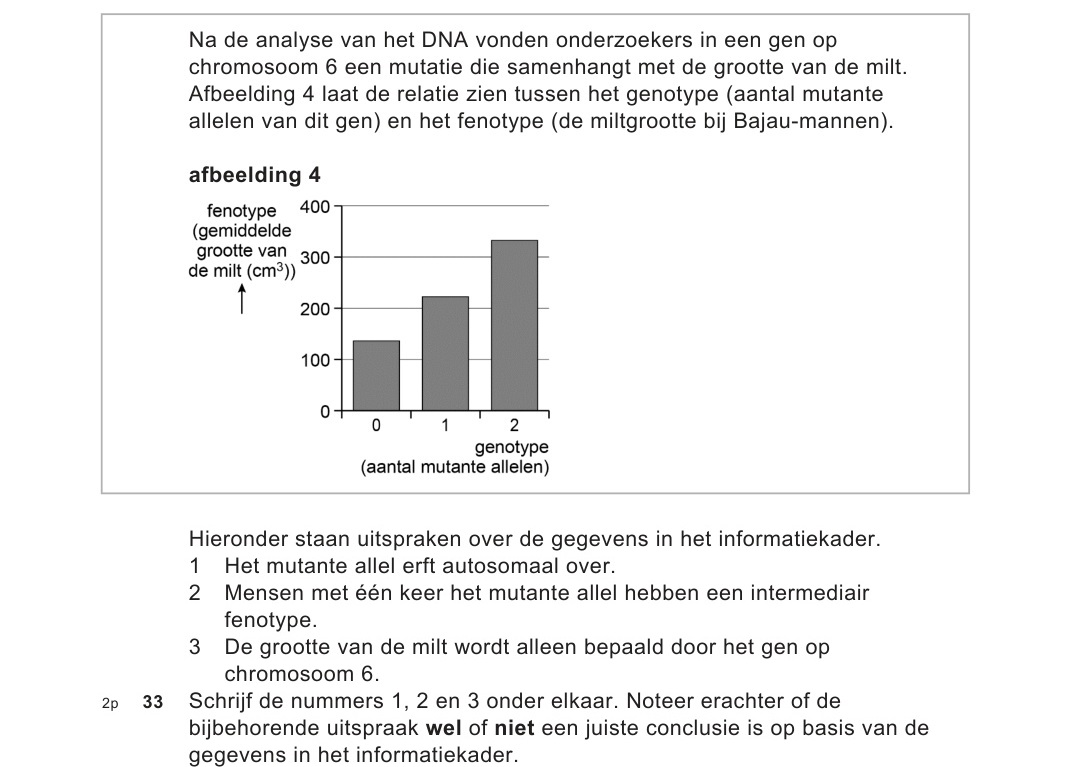 Na de analyse van het DNA vonden onderzoekers in een gen op
chromosoom 6 een mutatie die samenhangt met de grootte van de milt.
Afbeelding 4 laat de relatie zien tussen het genotype (aantal mutante
allelen van dit gen) en het fenotype (de miltgrootte bij Bajau-mannen).
afbeelding 4
fenotype
(gemiddelde
grootte van
de milt (cm³))
400
300
200
100
0
0 1 2
genotype
(aantal mutante allelen)
Hieronder staan uitspraken over de gegevens in het informatiekader.
1 Het mutante allel erft autosomaal over.
2 Mensen met één keer het mutante allel hebben een intermediair
fenotype.
3 De grootte van de milt wordt alleen bepaald door het gen op
chromosoom 6.
2p 33 Schrijf de nummers 1, 2 en 3 onder elkaar. Noteer erachter of de
bijbehorende uitspraak wel of niet een juiste conclusie is op basis van de
gegevens in het informatiekader.